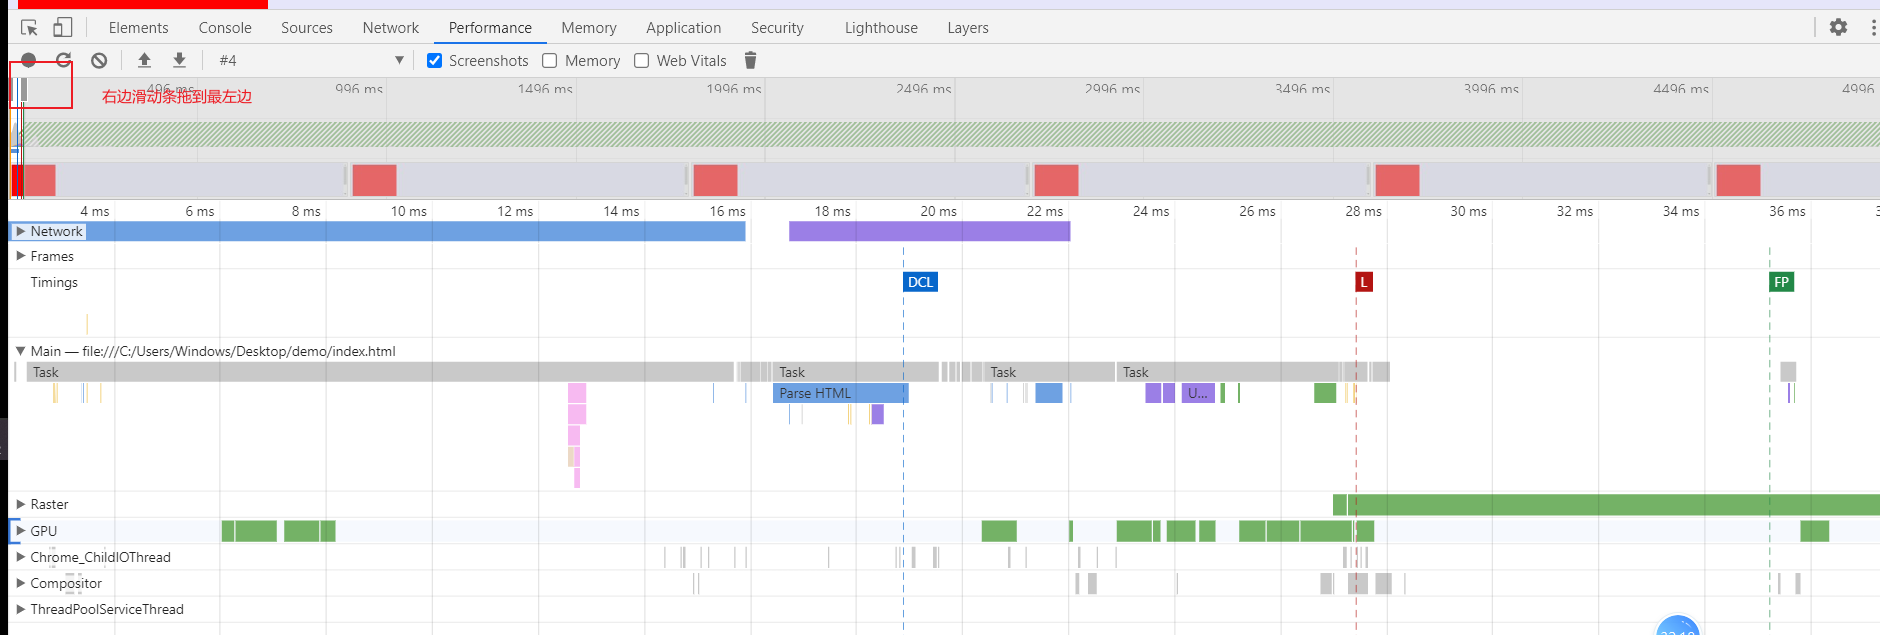 Elements Console Sources Network Performance Memory Application Security Lighthouse Layers
#4 Screenshots Memory Web Vitals
496 ms 996 ms 1496 ms 1996 ms 2496 ms 2996 ms 3496 ms 3996 ms 4496 ms 4996
右边滑动条拖到最左边
4 ms 6 ms 8 ms 10 ms 12 ms 14 ms 16 ms 18 ms 20 ms 22 ms 24 ms 26 ms 28 ms 30 ms 32 ms 34 ms 36 ms
Network
Frames
Timings DCL L FP
Main — file:///C:/Users/Windows/Desktop/demo/index.html
Task Task Task Task
Parse HTML U...
Raster
GPU
Chrome_ChildIOThread
Compositor
ThreadPoolServiceThread